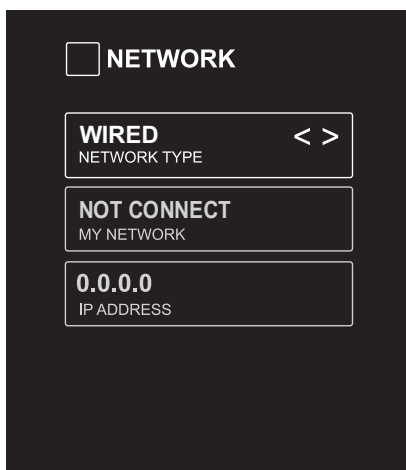 NETWORK
WIRED < >
NETWORK TYPE
NOT CONNECT
MY NETWORK
0.0.0.0
IP ADDRESS